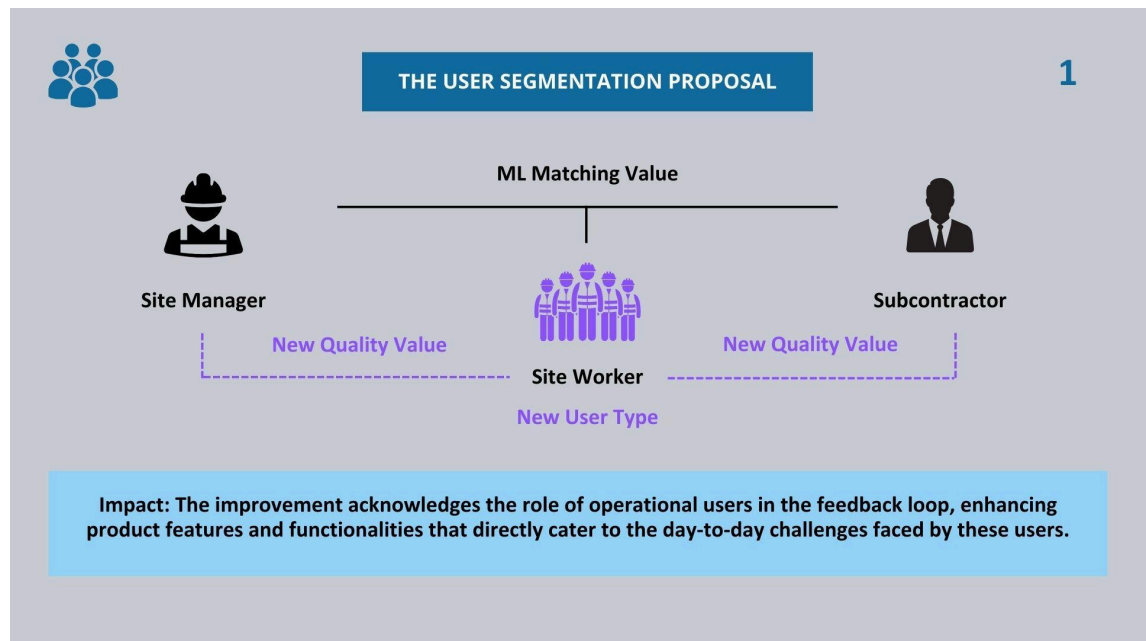 THE USER SEGMENTATION PROPOSAL
1
ML Matching Value
Site Manager
Subcontractor
New Quality Value
New Quality Value
Site Worker
New User Type
Impact: The improvement acknowledges the role of operational users in the feedback loop, enhancing
product features and functionalities that directly cater to the day-to-day challenges faced by these users.